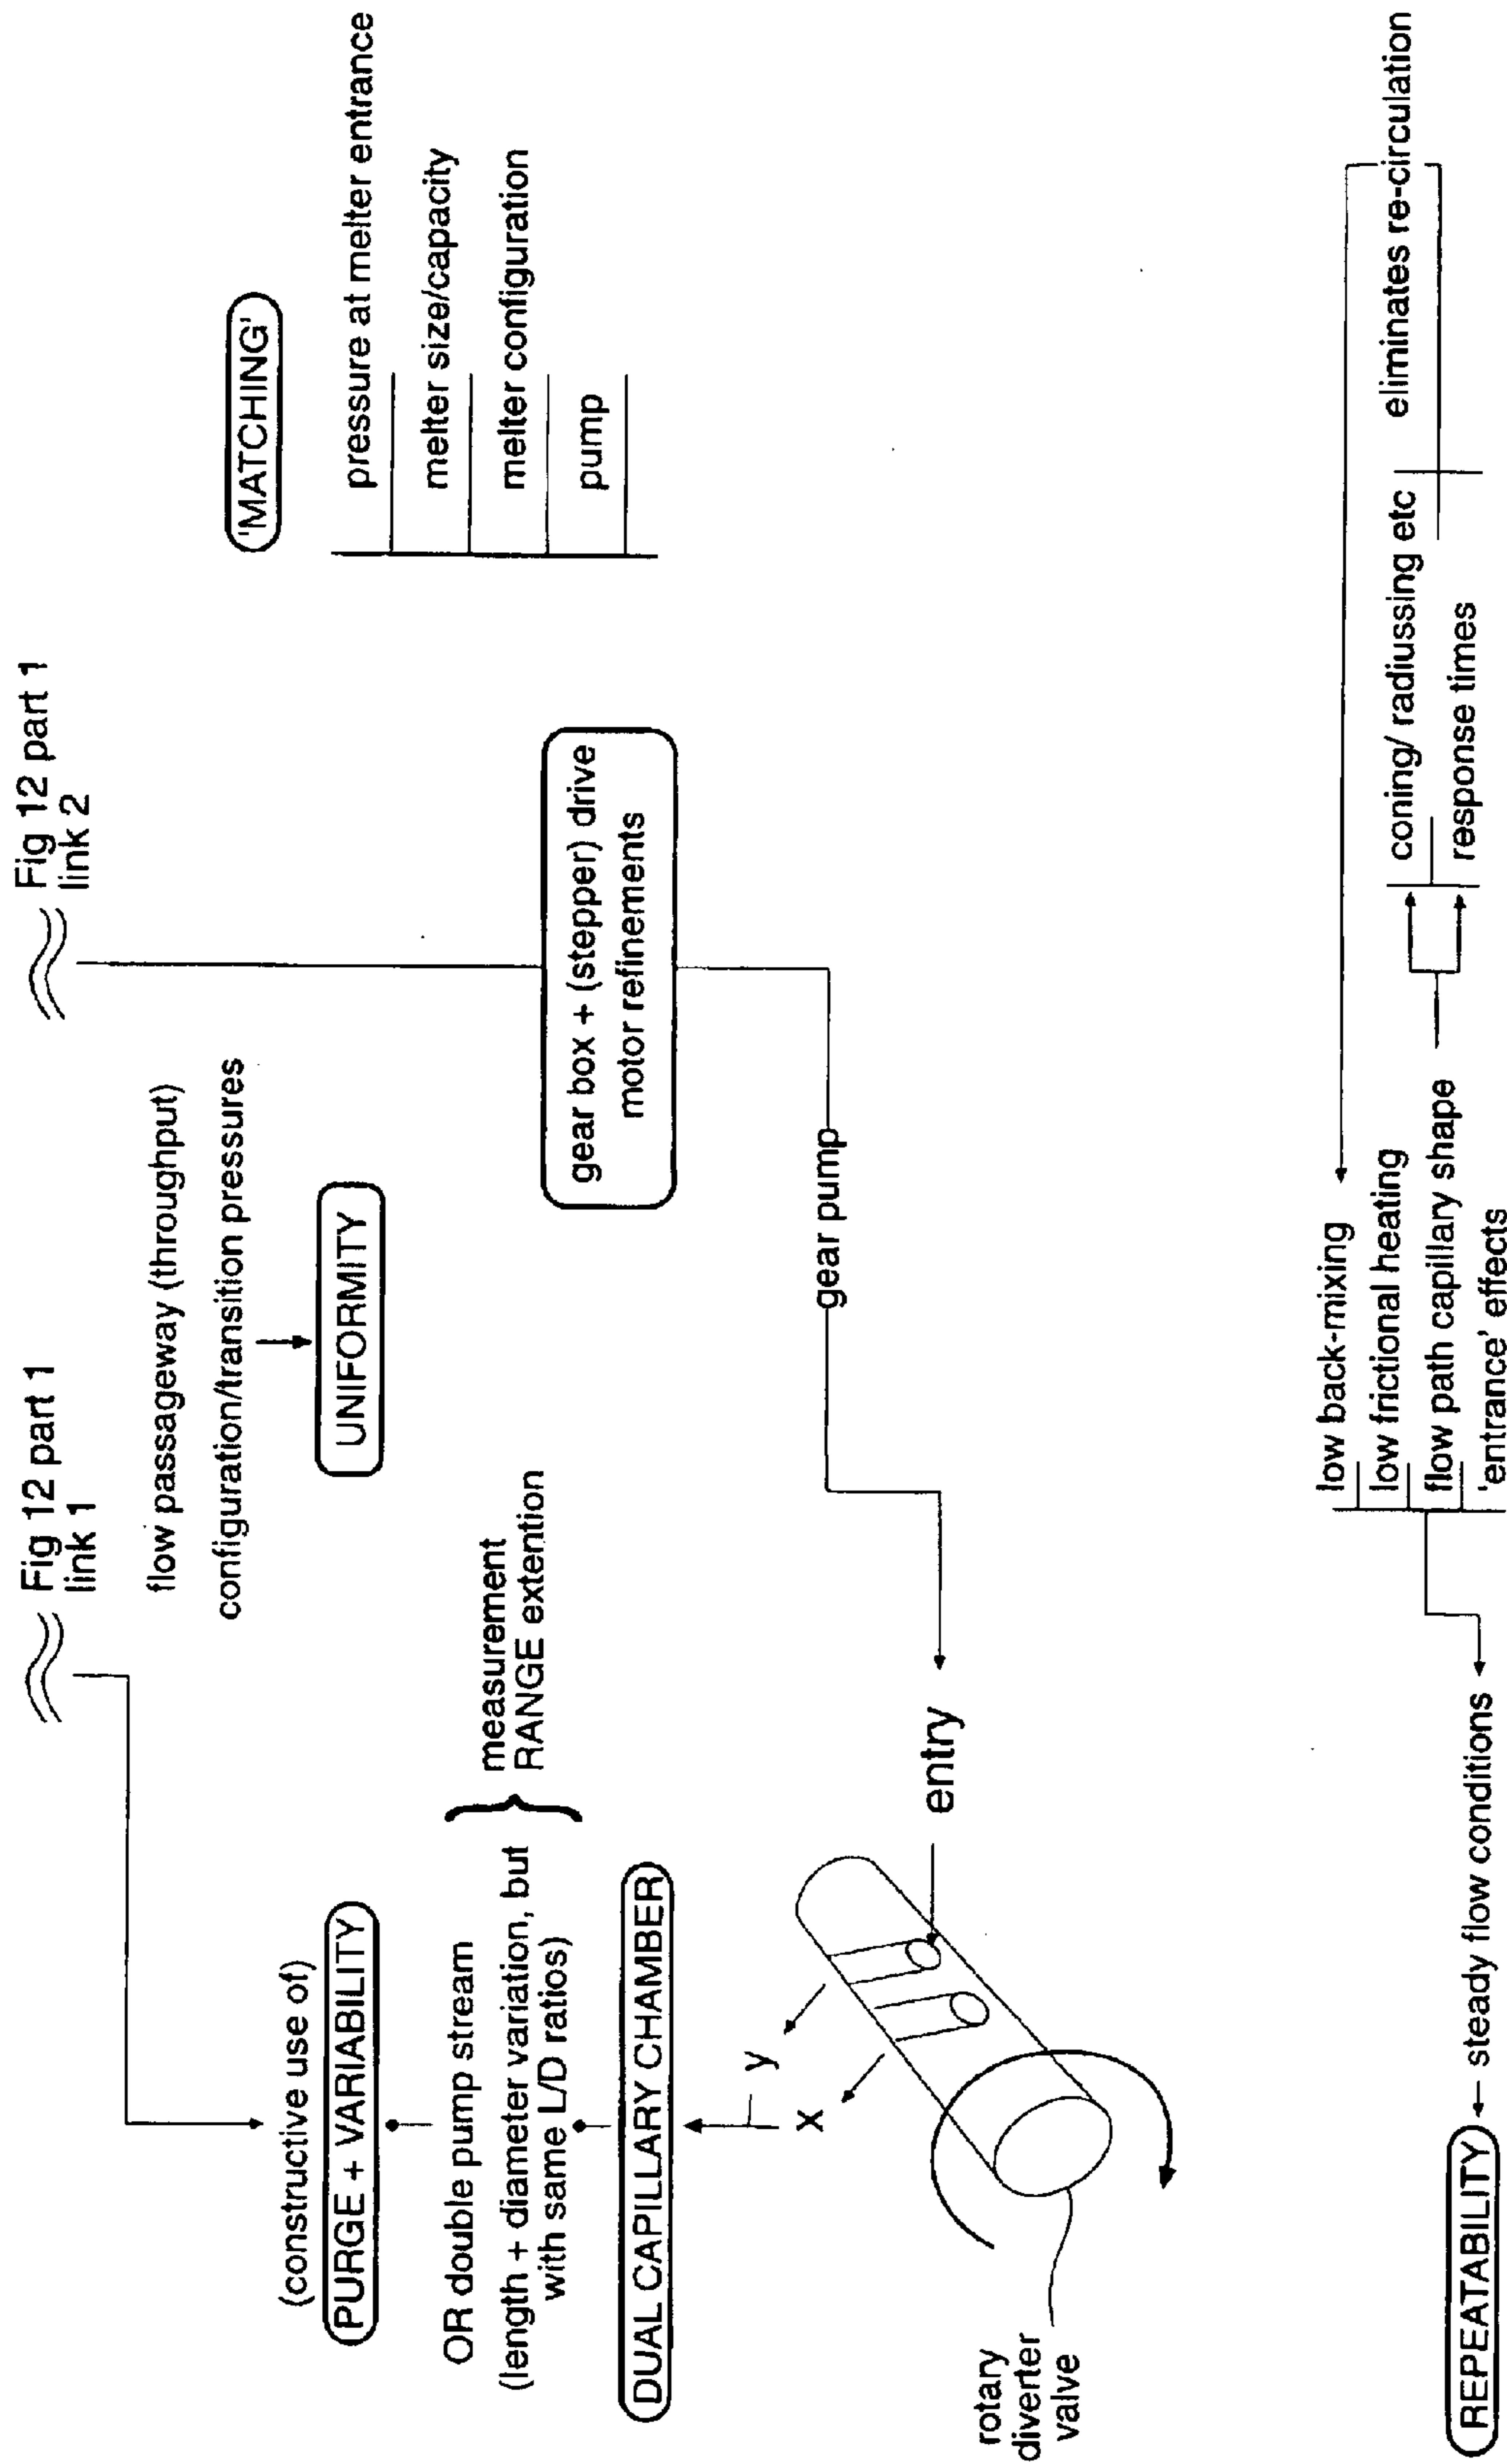 Fig 12 part 1
link 1
Fig 12 part 1
link 2
(constructive use of)
PURGE + VARIABILITY
OR double pump stream
(length + diameter variation, but
with same L/D ratios)
measurement
RANGE extention
DUAL CAPILLARY CHAMBER
x
y
rotary
diverter
valve
entry
flow passageway (throughput)
configuration/transition pressures
UNIFORMITY
gear box + (stepper) drive
motor refinements
gear pump
'MATCHING'
pressure at melter entrance
melter size/capacity
melter configuration
pump
REPEATABILITY
steady flow conditions
low back-mixing
low frictional heating
flow path capillary shape
'entrance' effects
coning/ radiussing etc
response times
eliminates re-circulation